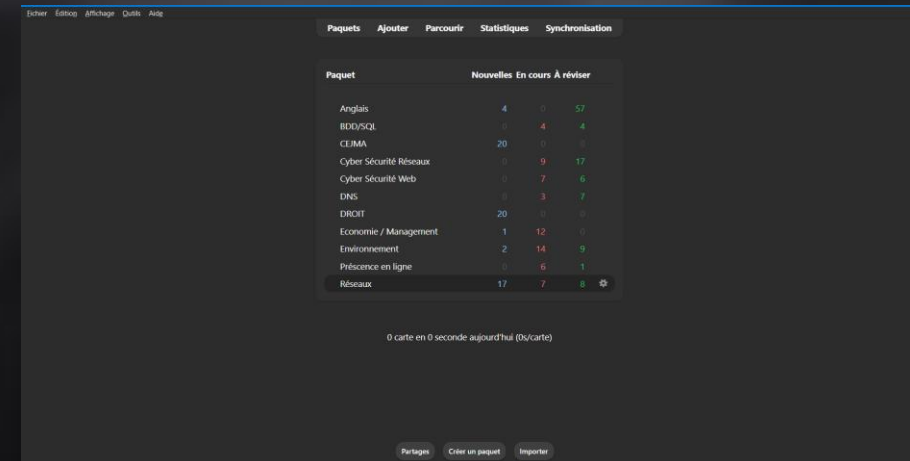 Fichier Édition Affichage Outils Aide
Paquets Ajouter Parcourir Statistiques Synchronisation
Paquet Nouvelles En cours À réviser
Anglais 4 0 57
BDD/SQL 0 4 4
CEJMA 20 0 0
Cyber Sécurité Réseaux 0 9 17
Cyber Sécurité Web 0 7 6
DNS 0 3 7
DROIT 20 0 0
Economie / Management 1 12 0
Environnement 2 14 9
Préscence en ligne 0 6 1
Réseaux 17 7 8
0 carte en 0 seconde aujourd'hui (0s/carte)
Partages Créer un paquet Importer